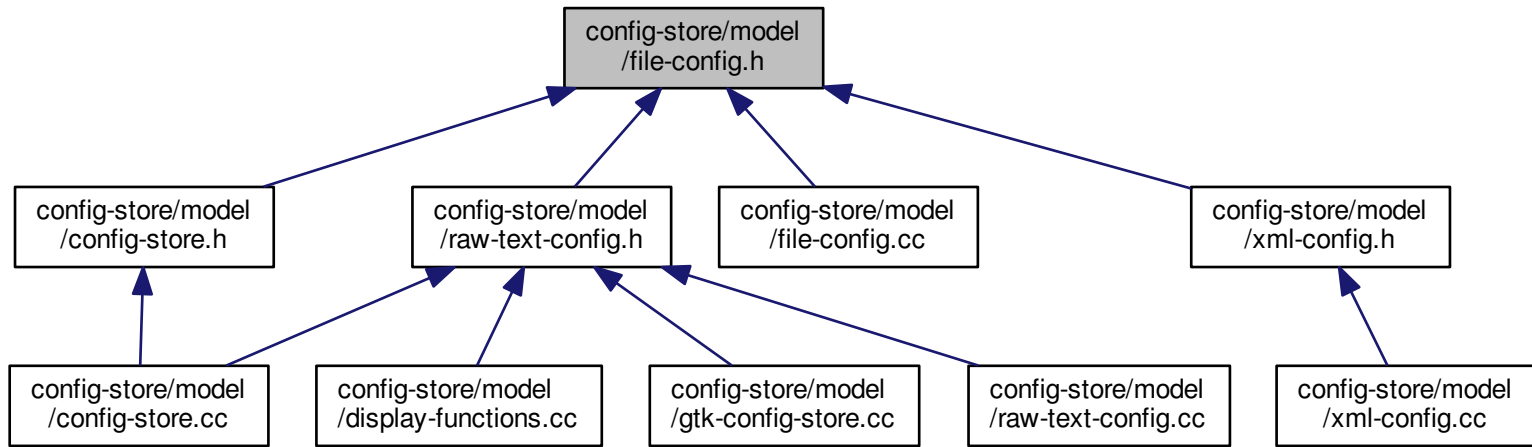 config-store/model
/file-config.h
config-store/model
/config-store.h
config-store/model
/raw-text-config.h
config-store/model
/file-config.cc
config-store/model
/xml-config.h
config-store/model
/config-store.cc
config-store/model
/display-functions.cc
config-store/model
/gtk-config-store.cc
config-store/model
/raw-text-config.cc
config-store/model
/xml-config.cc